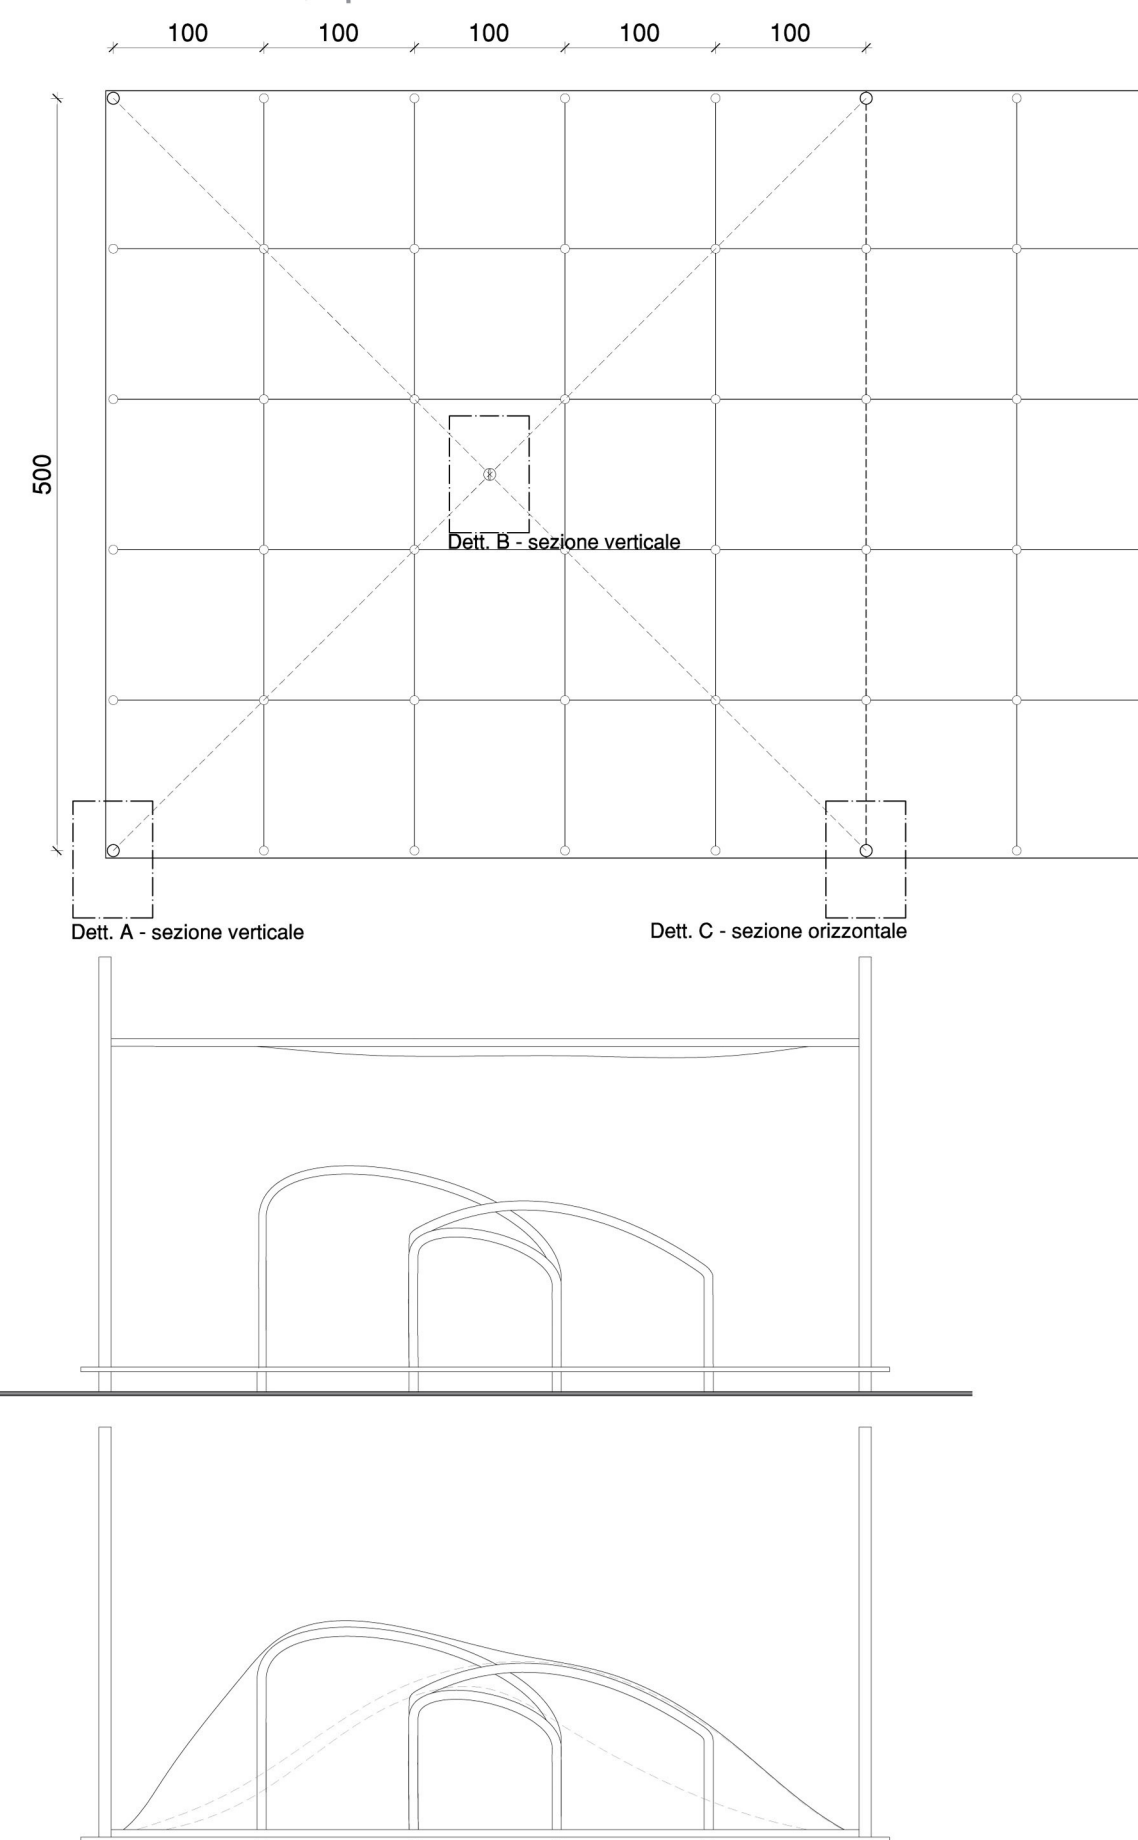 100 100 100 100 100
500
Dett. B - sezione verticale
Dett. A - sezione verticale
Dett. C - sezione orizzontale